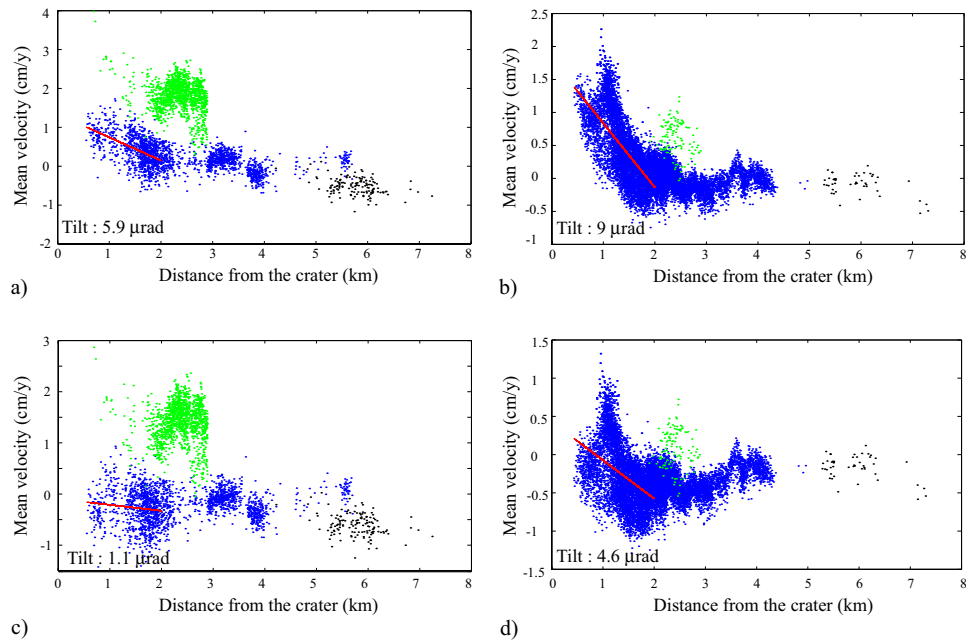 4
3
2
1
0
-1
-2
Mean velocity (cm/y)
Tilt : 5.9 μrad
0 1 2 3 4 5 6 7 8
Distance from the crater (km)
a)
2.5
2
1.5
1
0.5
0
-0.5
-1
Mean velocity (cm/y)
Tilt : 9 μrad
0 1 2 3 4 5 6 7 8
Distance from the crater (km)
b)
3
2
1
0
-1
Mean velocity (cm/y)
Tilt : 1.1 μrad
0 1 2 3 4 5 6 7 8
Distance from the crater (km)
c)
1.5
1
0.5
0
-0.5
-1
-1.5
Mean velocity (cm/y)
Tilt : 4.6 μrad
0 1 2 3 4 5 6 7 8
Distance from the crater (km)
d)